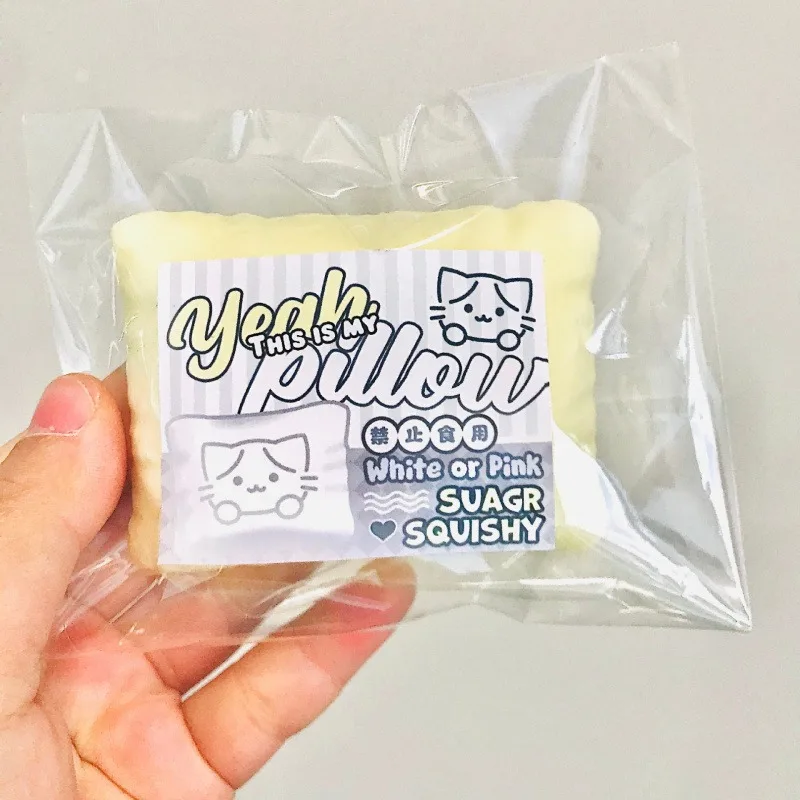 Yeah,
THIS IS MY
pillow
禁止食用
White or Pink
SUAGR
SQUISHY